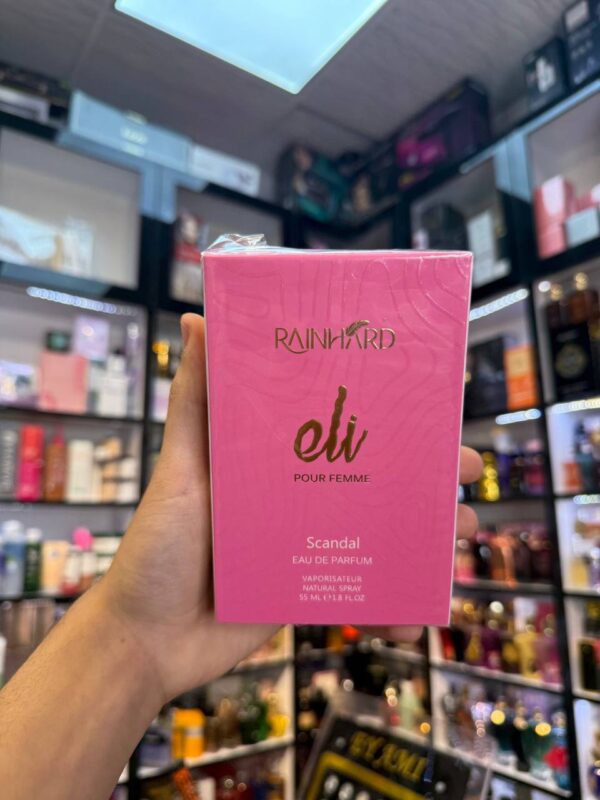 RAINHARD
eli
POUR FEMME
Scandal
EAU DE PARFUM
VAPORISATEUR
NATURAL SPRAY
55 ML ℮ 1.8 FL.OZ